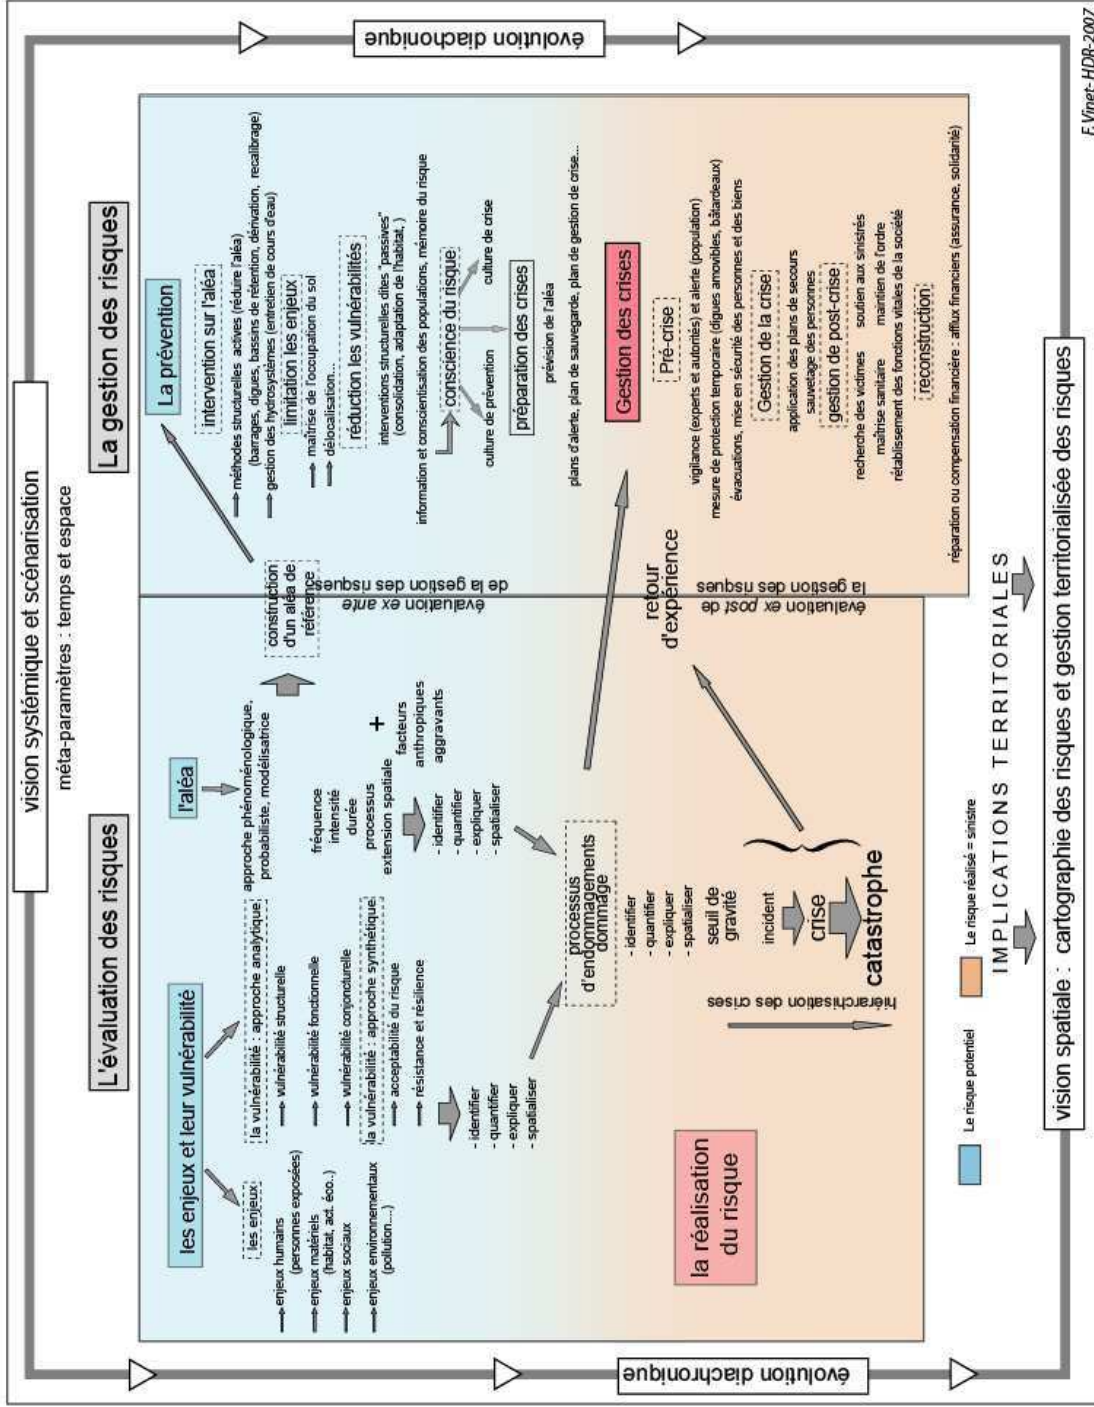 vision systémique et scénarisation
méta-paramètres : temps et espace
L'évaluation des risques
La gestion des risques
évolution diachronique
évolution diachonique
les enjeux et leur vulnérabilité
les enjeux
enjeux humains
(personnes exposées)
enjeux matériels
(habitat, act. éco..)
enjeux sociaux
enjeux environnementaux
(pollution....)
la vulnérabilité : approche analytique
vulnérabilité structurelle
vulnérabilité fonctionnelle
vulnérabilité conjoncturelle
la vulnérabilité : approche synthétique
acceptabilité du risque
résistance et résilience
- identifier
- quantifier
- expliquer
- spatialiser
l'aléa
approche phénoménologique,
probabiliste, modélisatrice
fréquence
intensité
durée
processus
extension spatiale
+
facteurs
anthropiques
aggravants
- identifier
- quantifier
- expliquer
- spatialiser
construction
d'un aléa de
référence
évaluation ex ante
de la gestion des risques
processus
d'endommagements
dommage
- identifier
- quantifier
- expliquer
- spatialiser
seuil de
gravité
incident
crise
catastrophe
hiérarchisation des crises
la réalisation
du risque
retour
d'expérience
évaluation ex post de
la gestion des risques
La prévention
intervention sur l'aléa
méthodes structurelles actives (réduire l'aléa)
(barrages, digues, bassins de rétention, dérivation, recalibrage)
gestion des hydrosystèmes (entretien de cours d'eau)
limitation les enjeux
maîtrise de l'occupation du sol
délocalisation...
réduction les vulnérabilités
interventions structurelles dites "passives"
(consolidation, adaptation de l'habitat, )
information et conscientisation des populations, mémoire du risque
conscience du risque
culture de prévention
culture de crise
préparation des crises
prévision de l'aléa
plans d'alerte, plan de sauvegarde, plan de gestion de crise...
Gestion des crises
Pré-crise
vigilance (experts et autorités) et alerte (population)
mesure de protection temporaire (digues amovibles, bâtardeaux)
évacuations, mise en sécurité des personnes et des biens
Gestion de la crise
application des plans de secours
sauvetage des personnes
gestion de post-crise
recherche des victimes soutien aux sinistrés
maîtrise sanitaire maintien de l'ordre
rétablissement des fonctions vitales de la société
reconstruction
réparation ou compensation financière : afflux financiers (assurance, solidarité)
Le risque potentiel
Le risque réalisé = sinistre
IMPLICATIONS TERRITORIALES
vision spatiale : cartographie des risques et gestion territorialisée des risques
F.Vinet-HDR-2007